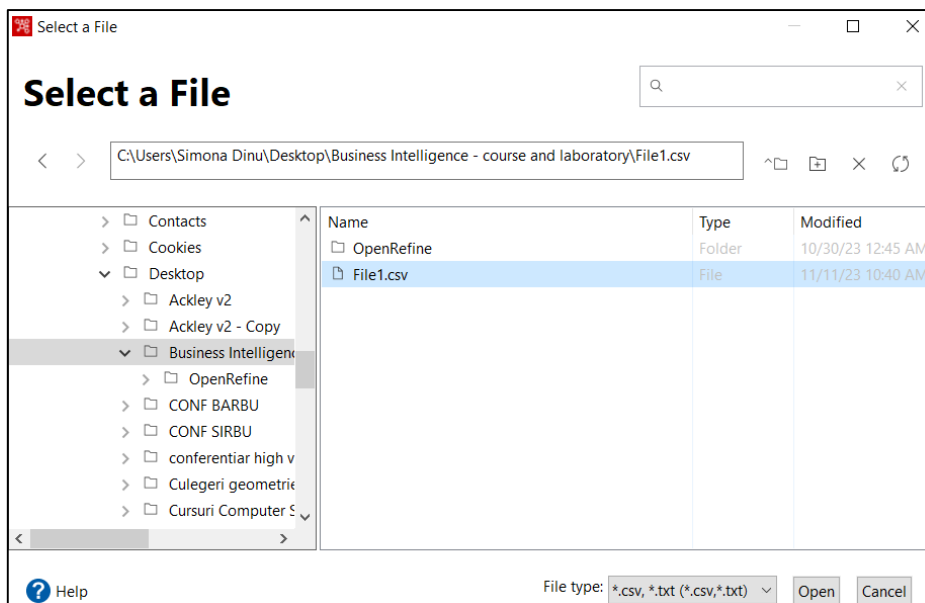 Select a File
Select a File
C:\Users\Simona Dinu\Desktop\Business Intelligence - course and laboratory\File1.csv
Contacts
Cookies
Desktop
Ackley v2
Ackley v2 - Copy
Business Intelligenc
OpenRefine
CONF BARBU
CONF SIRBU
conferentiar high v
Culegeri geometrie
Cursuri Computer S
Name Type Modified
OpenRefine Folder 10/30/23 12:45 AM
File1.csv File 11/11/23 10:40 AM
? Help File type: *.csv, *.txt (*.csv,*.txt) Open Cancel